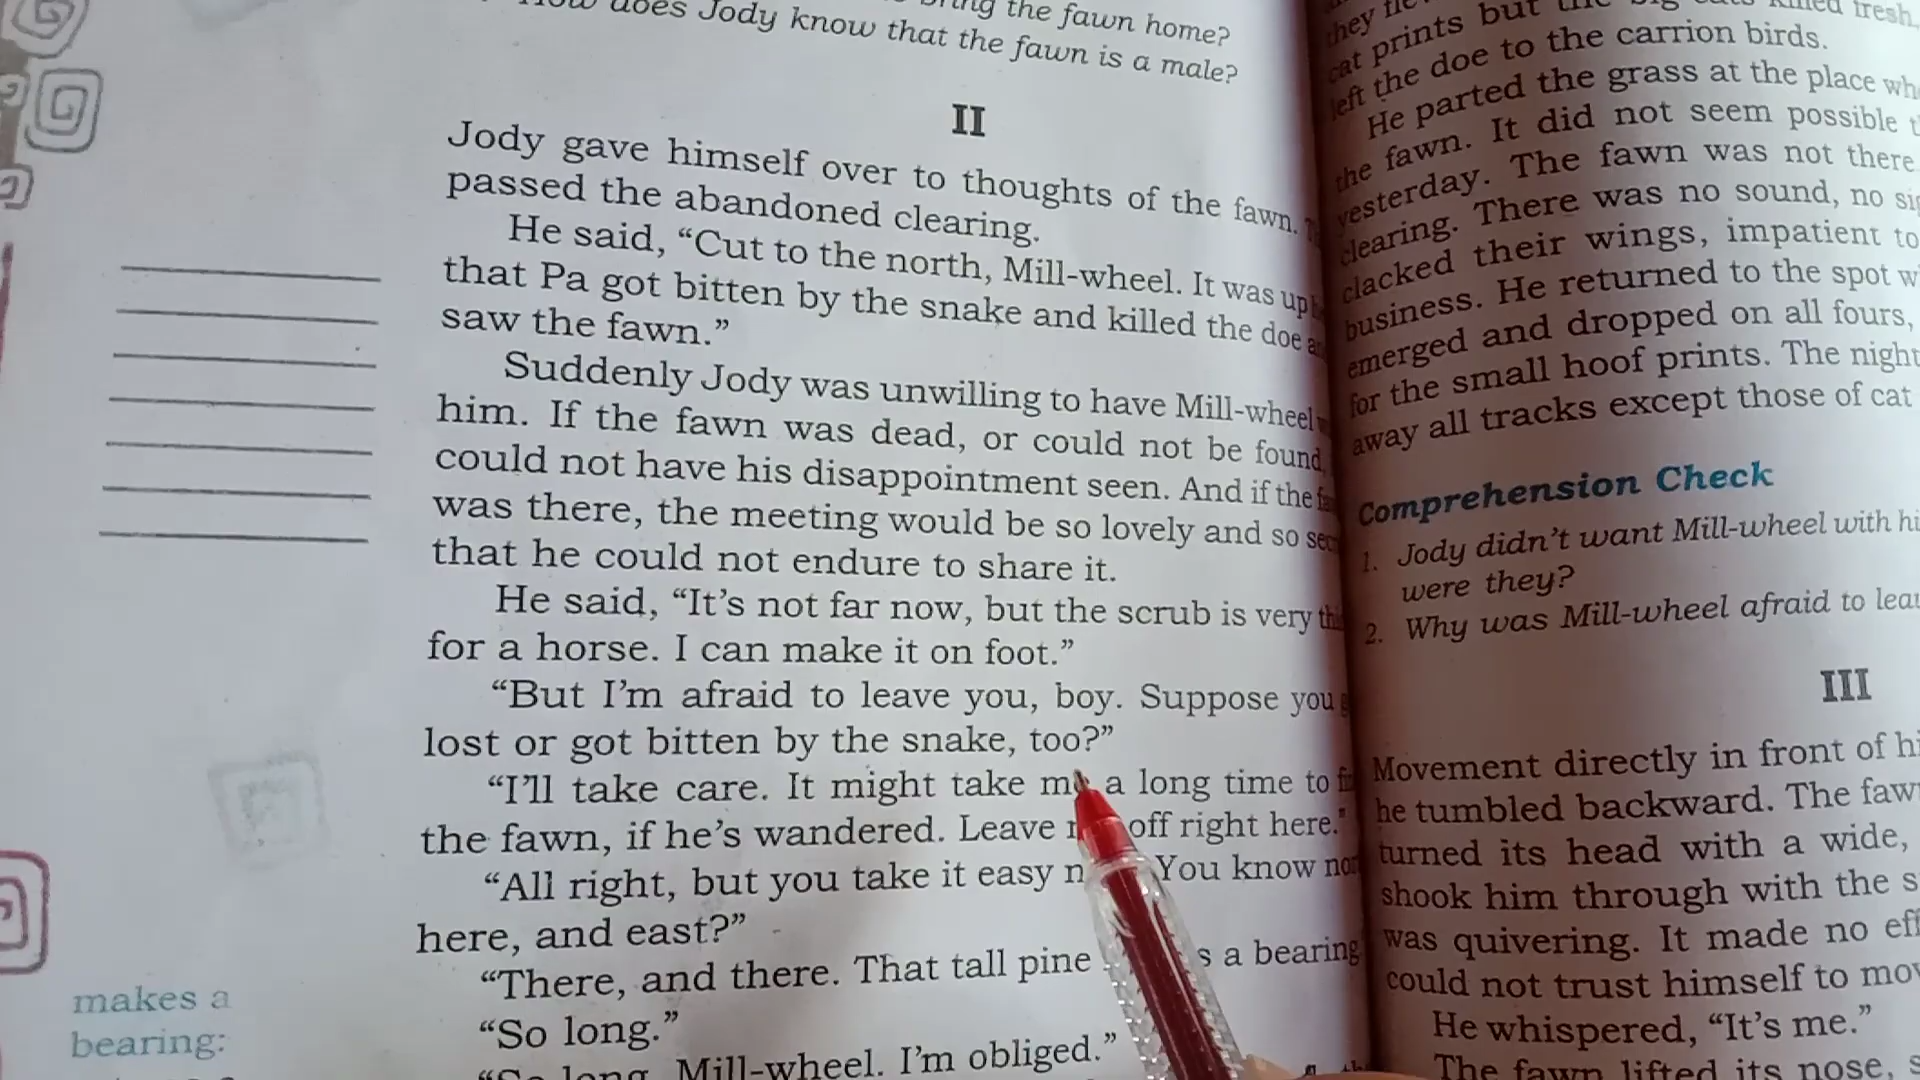 the fawn home?
How does Jody know that the fawn is a male?
II
Jody gave himself over to thoughts of the fawn.
passed the abandoned clearing.
He said, “Cut to the north, Mill-wheel. It was up
that Pa got bitten by the snake and killed the doe
saw the fawn.”
Suddenly Jody was unwilling to have Mill-wheel
him. If the fawn was dead, or could not be found,
could not have his disappointment seen. And if the
was there, the meeting would be so lovely and so
that he could not endure to share it.
He said, “It’s not far now, but the scrub is very
for a horse. I can make it on foot.”
“But I’m afraid to leave you, boy. Suppose you
lost or got bitten by the snake, too?”
“I’ll take care. It might take a long time to
the fawn, if he’s wandered. Leave off right here.”
“All right, but you take it easy You know
here, and east?”
“There, and there. That tall pine a bearing
“So long.”
“So long, Mill-wheel. I’m obliged.”
makes a
bearing:
they
cat prints but the big cats killed fresh,
left the doe to the carrion birds.
He parted the grass at the place
the fawn. It did not seem possible
yesterday. The fawn was not there
clearing. There was no sound, no
clacked their wings, impatient to
business. He returned to the spot
emerged and dropped on all fours,
for the small hoof prints. The night
away all tracks except those of cat
Comprehension Check
1. Jody didn’t want Mill-wheel with
were they?
2. Why was Mill-wheel afraid to
III
Movement directly in front of
he tumbled backward. The
turned its head with a wide,
shook him through with the
was quivering. It made no
could not trust himself to
He whispered, “It’s me.”
The fawn lifted its nose,